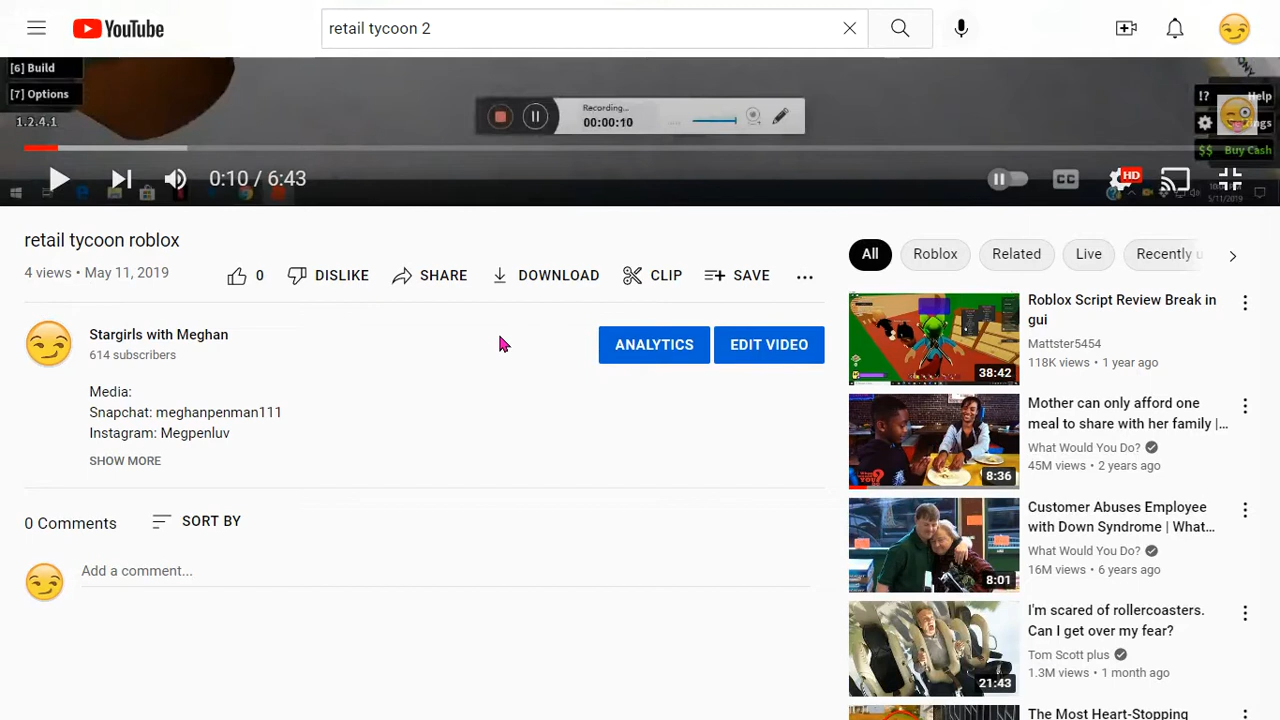 YouTube
retail tycoon 2
[6] Build
[7] Options
1.2.4.1
Recording...
00:00:10
!? Help
$$ Buy Cash
0:10 / 6:43
CC
HD
5/11/2019
retail tycoon roblox
4 views • May 11, 2019
0
DISLIKE
SHARE
DOWNLOAD
CLIP
SAVE
Stargirls with Meghan
614 subscribers
ANALYTICS
EDIT VIDEO
Media:
Snapchat: meghanpenman111
Instagram: Megpenluv
SHOW MORE
0 Comments
SORT BY
Add a comment...
All
Roblox
Related
Live
Recently u
38:42
Roblox Script Review Break in
gui
Mattster5454
118K views • 1 year ago
8:36
Mother can only afford one
meal to share with her family |...
What Would You Do?
45M views • 2 years ago
8:01
Customer Abuses Employee
with Down Syndrome | What...
What Would You Do?
16M views • 6 years ago
21:43
I'm scared of rollercoasters.
Can I get over my fear?
Tom Scott plus
1.3M views • 1 month ago
The Most Heart-Stopping